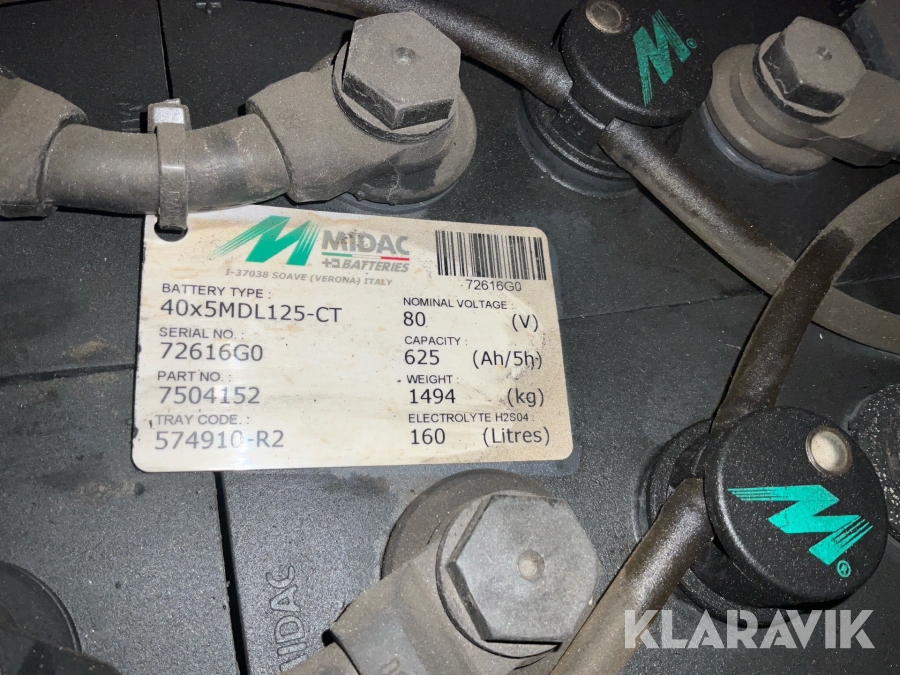 MIDAC
BATTERIES
I-37038 SOAVE (VERONA) ITALY
72616G0
BATTERY TYPE :
40x5MDL125-CT
SERIAL NO. :
72616G0
PART NO. :
7504152
TRAY CODE. :
574910-R2
NOMINAL VOLTAGE :
80 (V)
CAPACITY :
625 (Ah/5h)
WEIGHT :
1494 (kg)
ELECTROLYTE H2S04 :
160 (Litres)
MIDAC
KLARAVIK